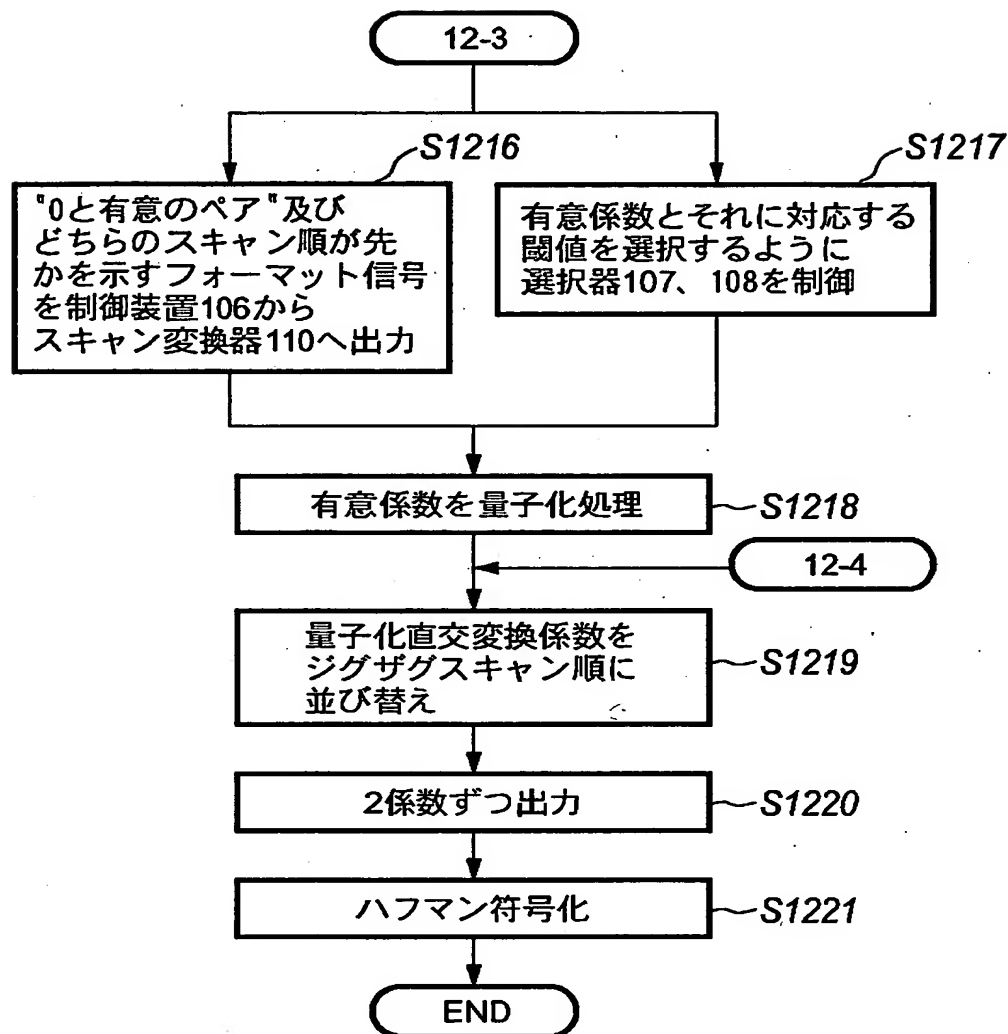 12-3
S1216
"0と有意のペア"及び
どちらのスキャン順が先
かを示すフォーマット信号
を制御装置106から
スキャン変換器110へ出力
S1217
有意係数とそれに対応する
閾値を選択するように
選択器107、108を制御
有意係数を量子化処理
S1218
12-4
量子化直交変換係数を
ジグザグスキャン順に
並び替え
S1219
2係数ずつ出力
S1220
ハフマン符号化
S1221
END